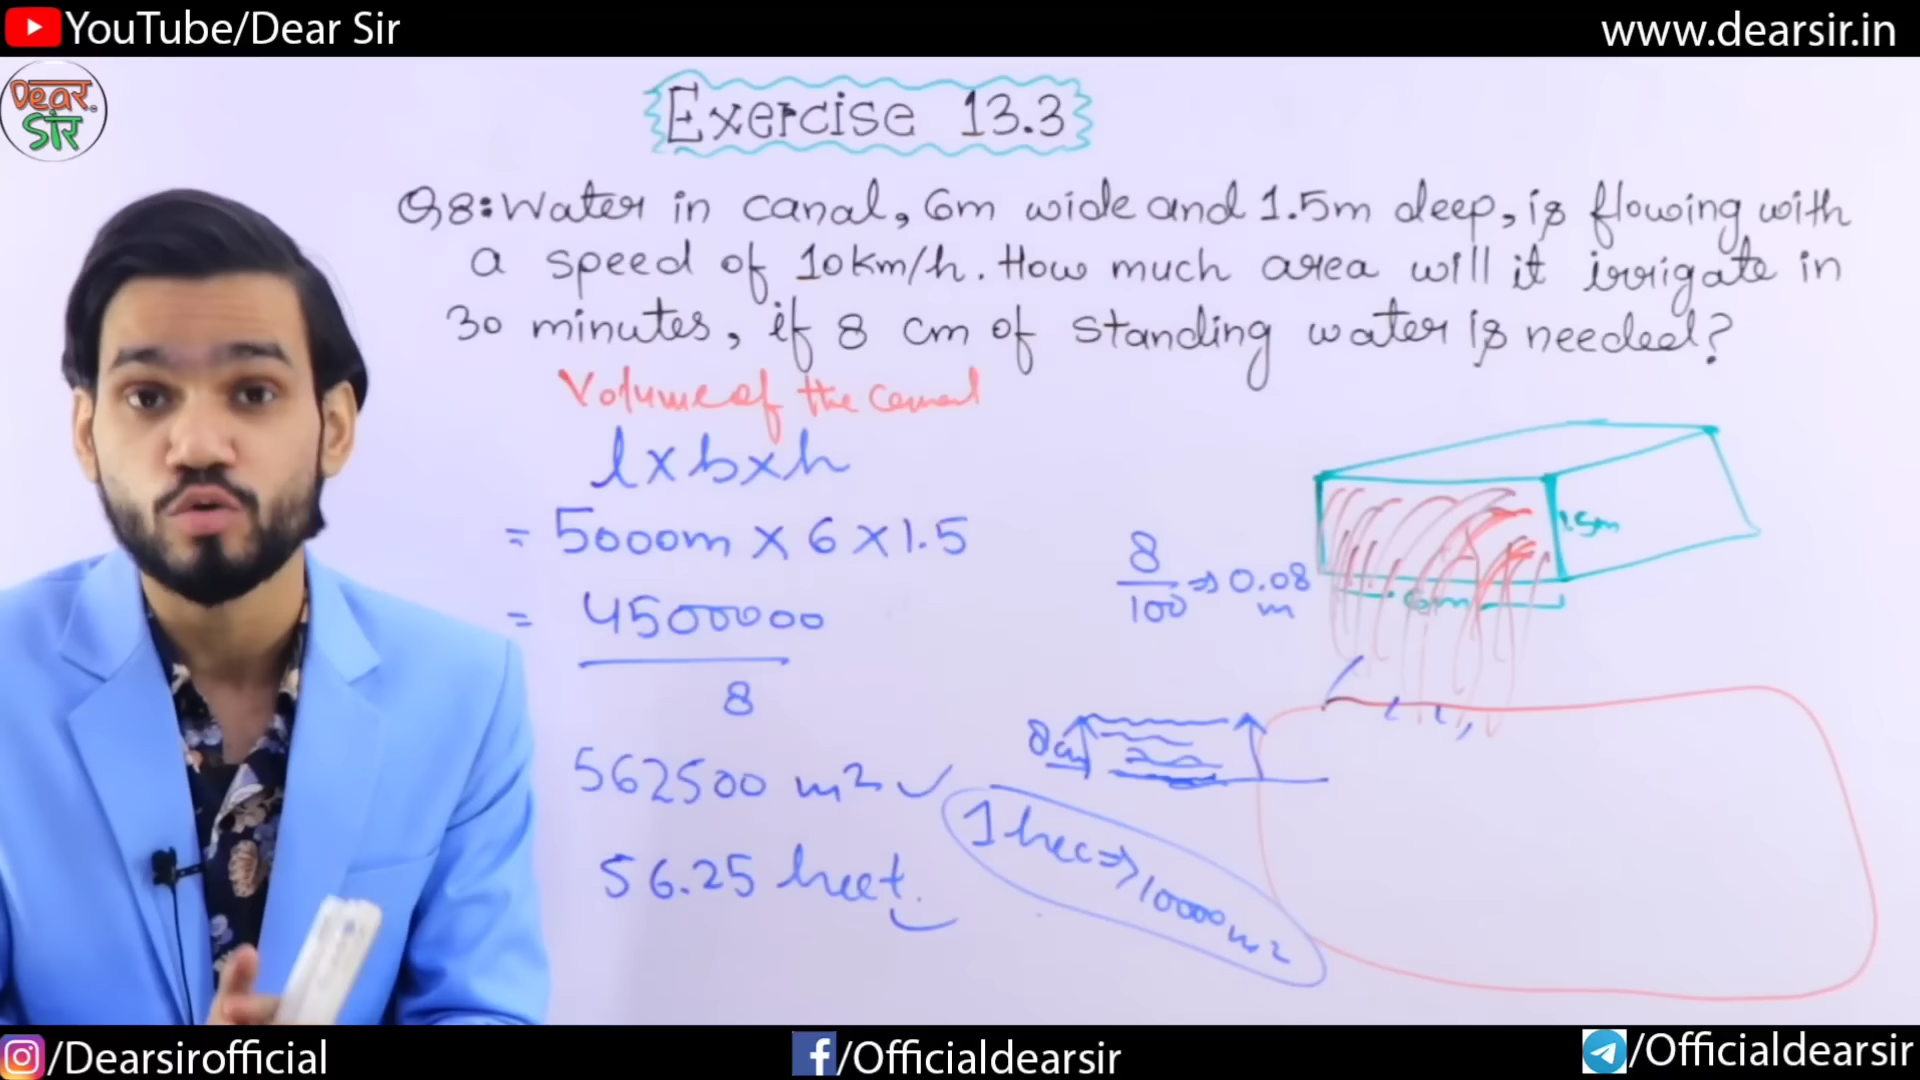 YouTube/Dear Sir
www.dearsir.in
Dear
सर
Exercise 13.3
Q8:Water in canal, 6m wide and 1.5m deep, is flowing with
a speed of 10km/h. How much area will it irrigate in
30 minutes, if 8 cm of standing water is needed?
Volume of the canal
l×b×h
= 5000m × 6 × 1.5
= 4500000
8
562500 m²
56.25 hect.
8
100 ⇒ 0.08
m
1.5m
6m
8cm
1 hec ⇒ 10000 m²
/Dearsirofficial
/Officialdearsir
/Officialdearsir